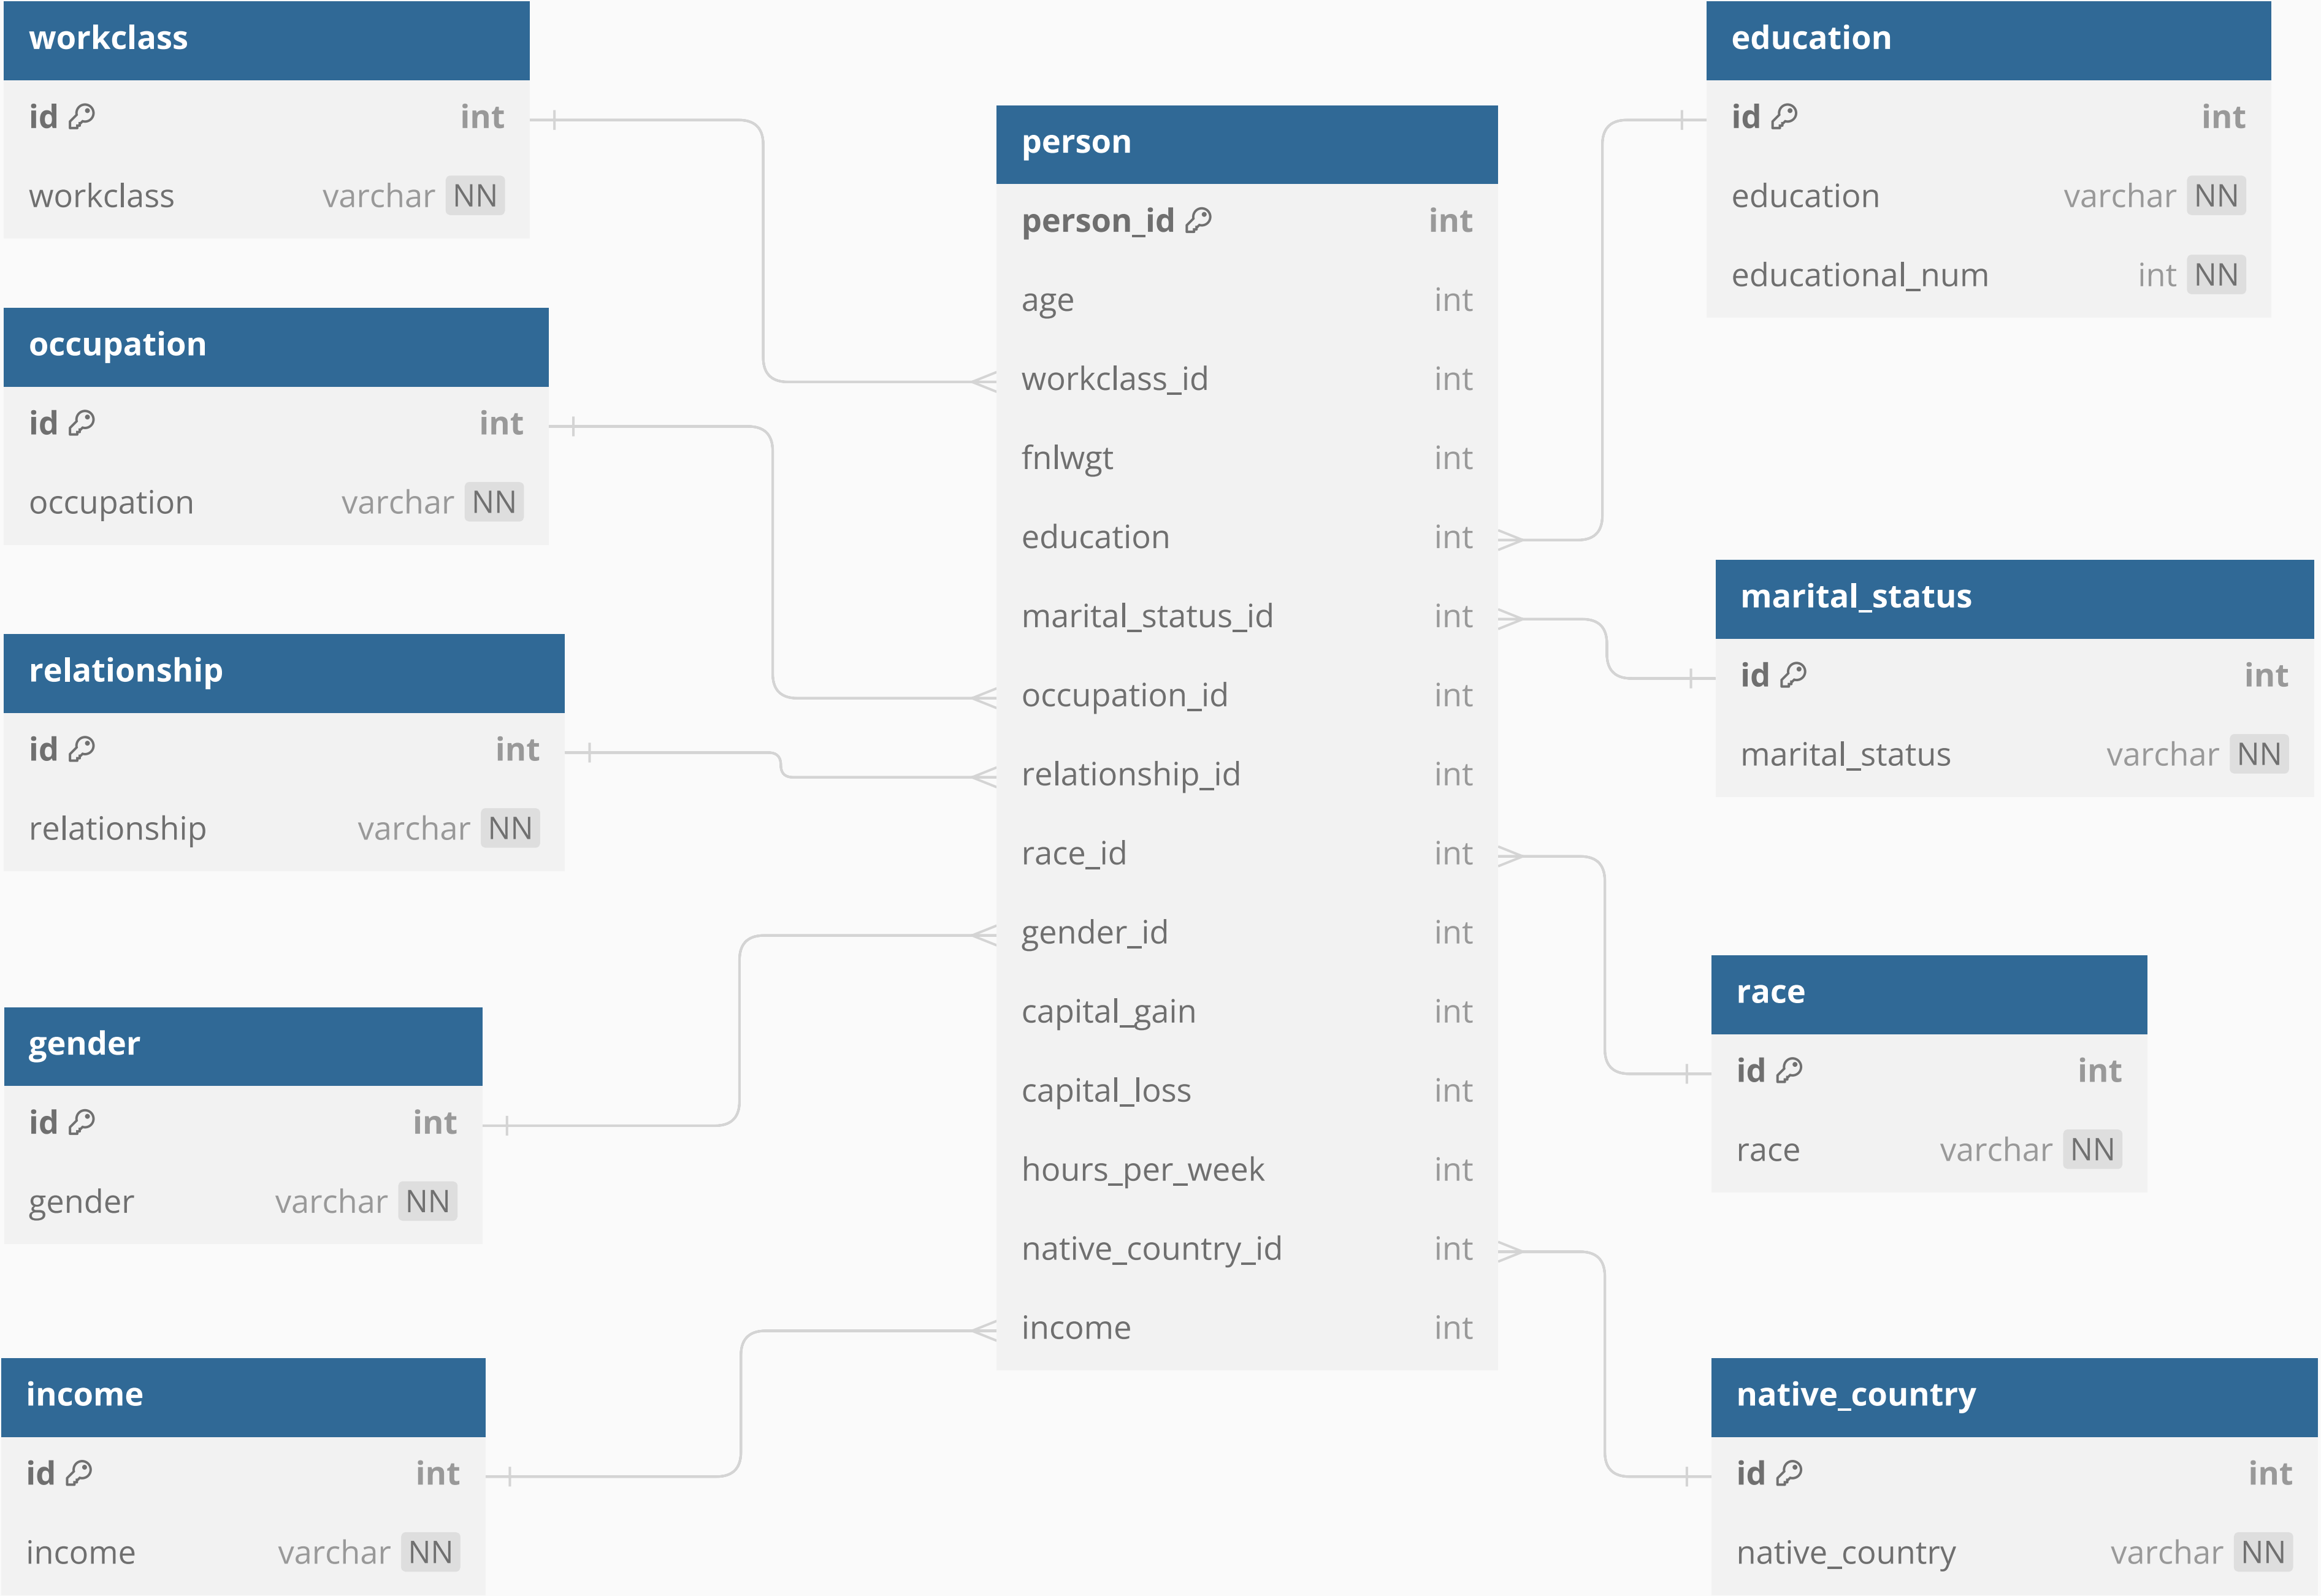 workclass
id int
workclass varchar NN
occupation
id int
occupation varchar NN
relationship
id int
relationship varchar NN
gender
id int
gender varchar NN
income
id int
income varchar NN
person
person_id int
age int
workclass_id int
fnlwgt int
education int
marital_status_id int
occupation_id int
relationship_id int
race_id int
gender_id int
capital_gain int
capital_loss int
hours_per_week int
native_country_id int
income int
education
id int
education varchar NN
educational_num int NN
marital_status
id int
marital_status varchar NN
race
id int
race varchar NN
native_country
id int
native_country varchar NN